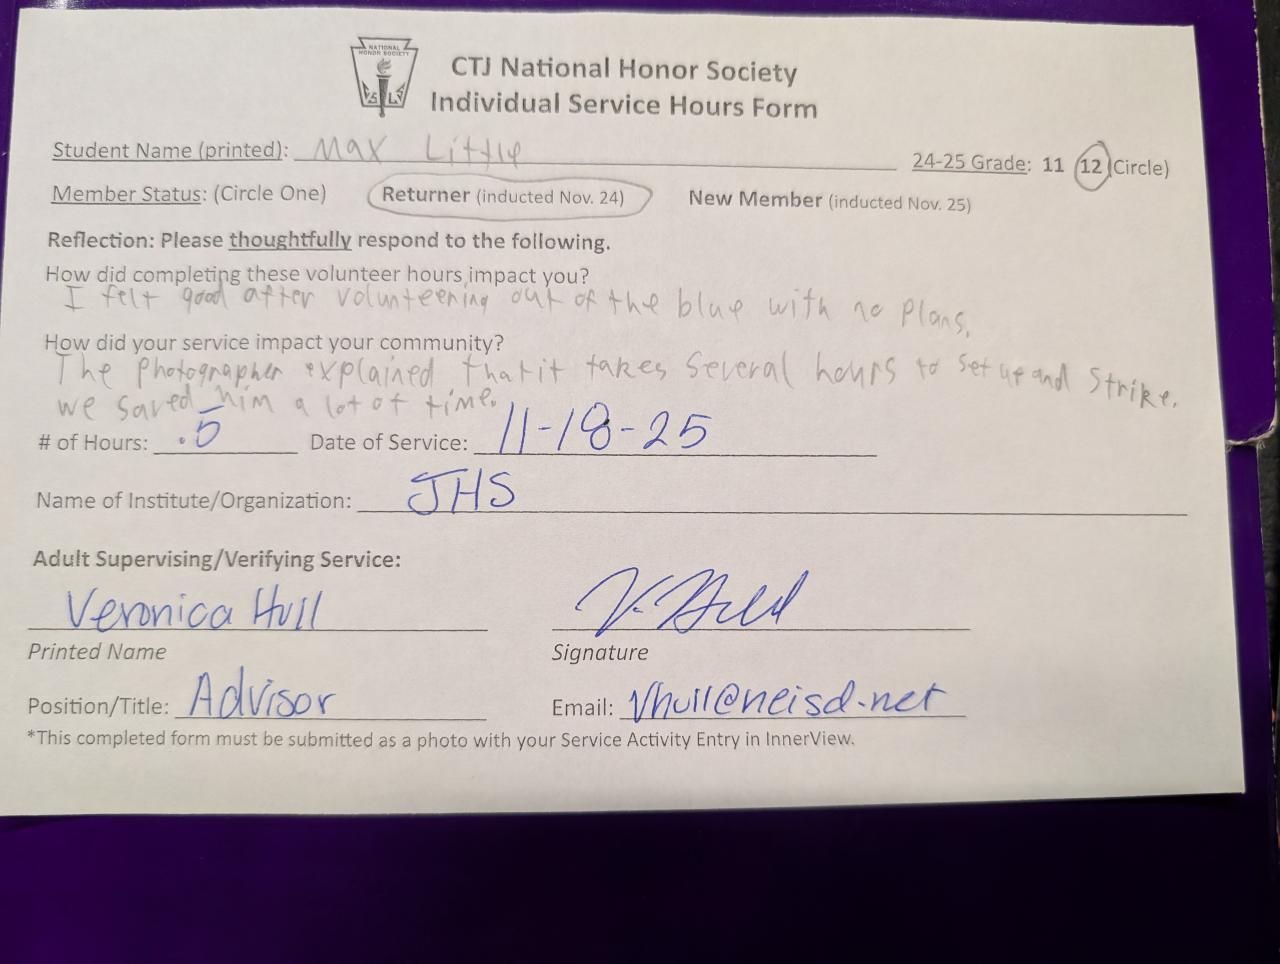 NATIONAL
HONOR SOCIETY
CTJ National Honor Society
Individual Service Hours Form
Student Name (printted): Max Little 24-25 Grade: 11 12 (Circle)
Member Status: (Circle One) Returner (inducted Nov. 24) New Member (inducted Nov. 25)
Reflection: Please thoughtfully respond to the following.
How did completing these volunteer hours impact you?
I felt good after volunteering out of the blue with no plans.
How did your service impact your community?
The photographer explained that it takes several hours to set up and strike.
we saved him a lot of time.
# of Hours: .5 Date of Service: 11-18-25
Name of Institute/Organization: JHS
Adult Supervising/Verifying Service:
Veronica Hull V. Hull
Printed Name Signature
Position/Title: Advisor Email: Vhull@neisd.net
*This completed form must be submitted as a photo with your Service Activity Entry in InnerView.